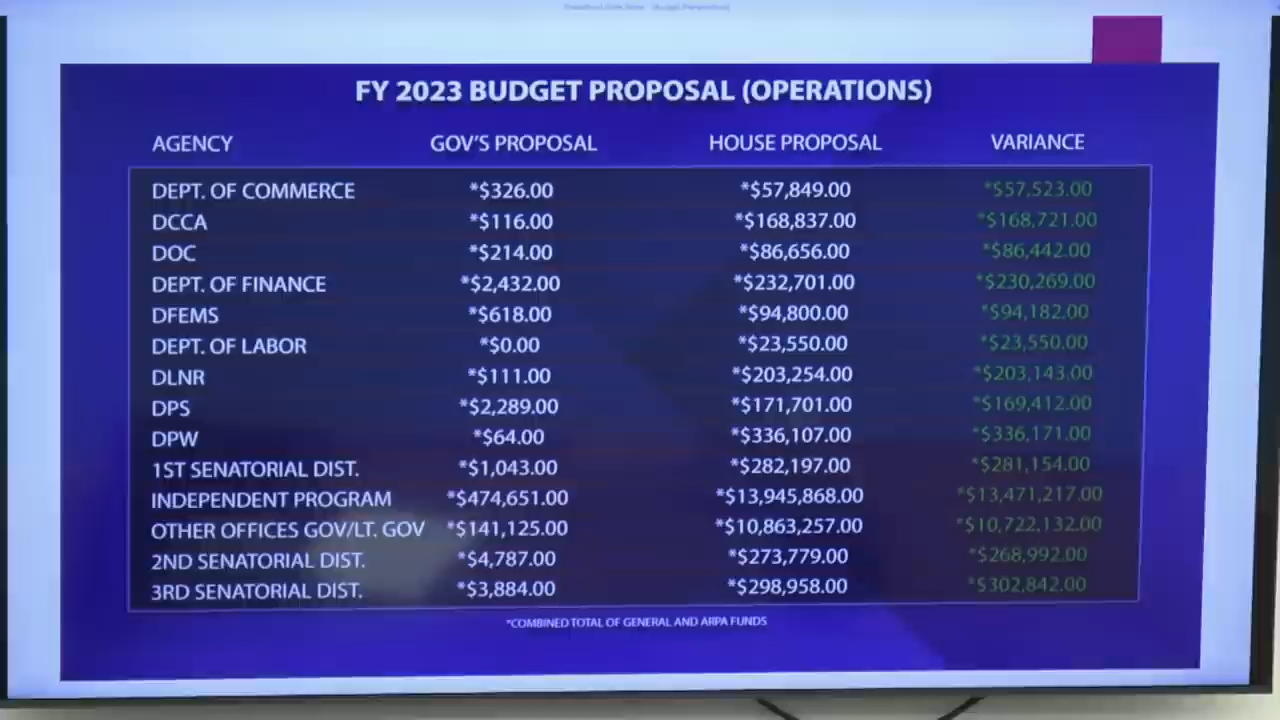 FY 2023 BUDGET PROPOSAL (OPERATIONS)
AGENCY GOV'S PROPOSAL HOUSE PROPOSAL VARIANCE
DEPT. OF COMMERCE *$326.00 *$57,849.00 *$57,523.00
DCCA *$116.00 *$168,837.00 *$168,721.00
DOC *$214.00 *$86,656.00 *$86,442.00
DEPT. OF FINANCE *$2,432.00 *$232,701.00 *$230,269.00
DFEMS *$618.00 *$94,800.00 *$94,182.00
DEPT. OF LABOR *$0.00 *$23,550.00 *$23,550.00
DLNR *$111.00 *$203,254.00 *$203,143.00
DPS *$2,289.00 *$171,701.00 *$169,412.00
DPW *$64.00 *$336,107.00 *$336,171.00
1ST SENATORIAL DIST. *$1,043.00 *$282,197.00 *$281,154.00
INDEPENDENT PROGRAM *$474,651.00 *$13,945,868.00 *$13,471,217.00
OTHER OFFICES GOV/LT. GOV *$141,125.00 *$10,863,257.00 *$10,722,132.00
2ND SENATORIAL DIST. *$4,787.00 *$273,779.00 *$268,992.00
3RD SENATORIAL DIST. *$3,884.00 *$298,958.00 *$302,842.00
*COMBINED TOTAL OF GENERAL AND ARPA FUNDS